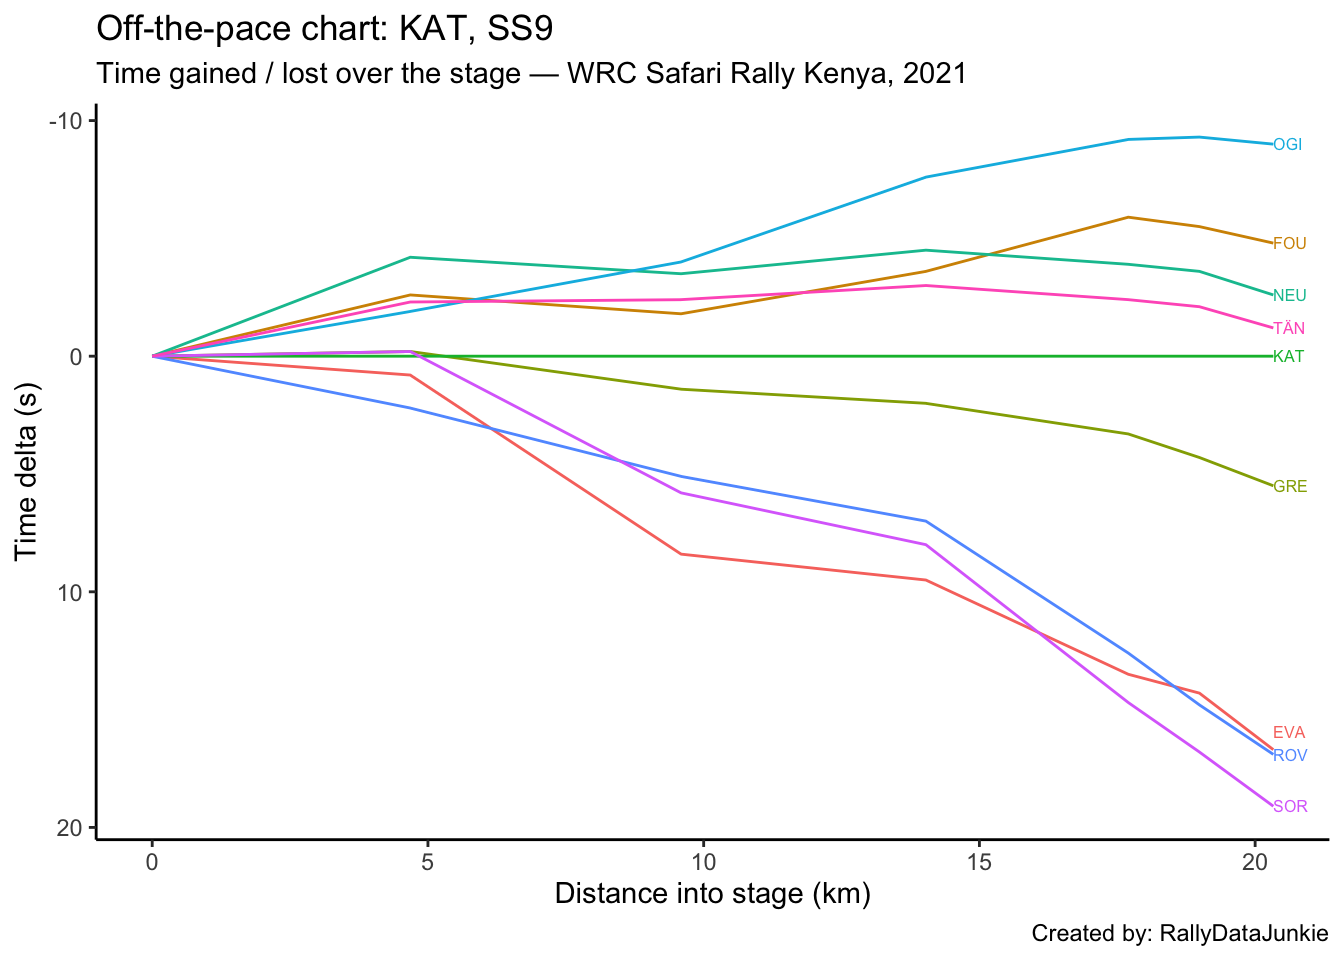 Off-the-pace chart: KAT, SS9
Time gained / lost over the stage — WRC Safari Rally Kenya, 2021
-10
0
10
20
Time delta (s)
OGI
FOU
NEU
TÄN
KAT
GRE
EVA
ROV
SOR
0 5 10 15 20
Distance into stage (km)
Created by: RallyDataJunkie